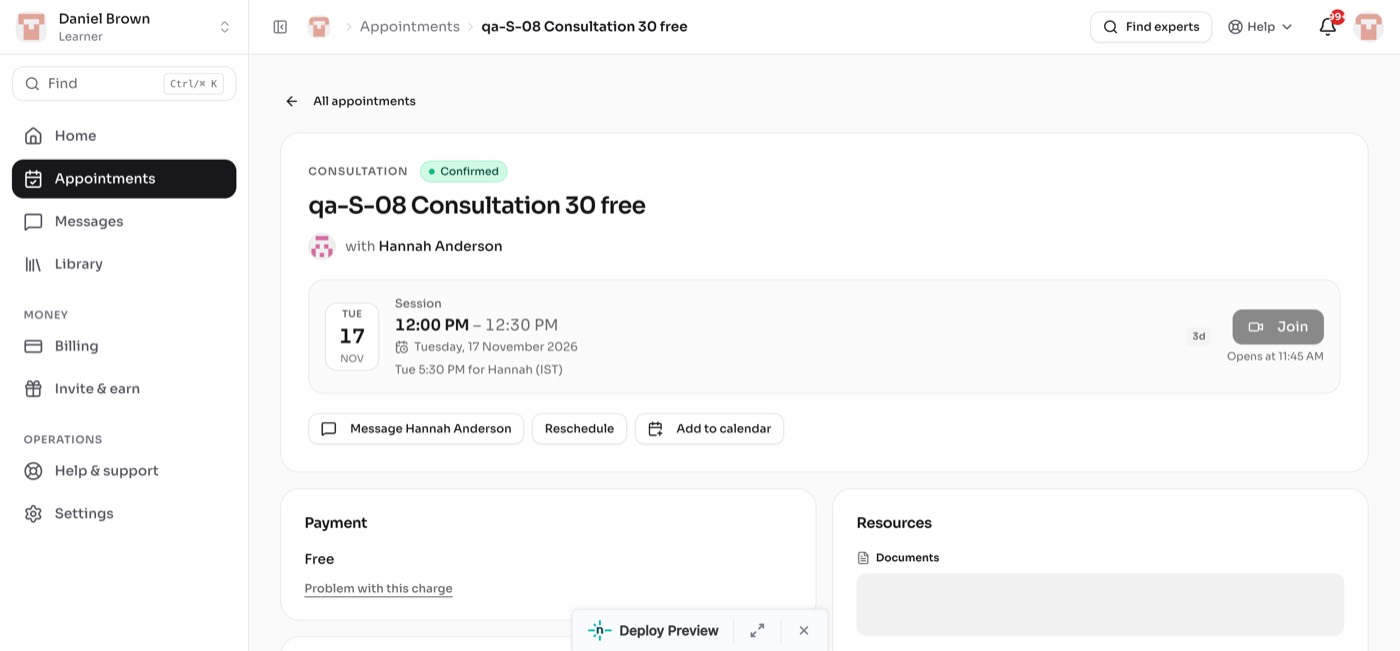 Daniel Brown
Learner
Find
Ctrl/⌘ K
Home
Appointments
Messages
Library
MONEY
Billing
Invite & earn
OPERATIONS
Help & support
Settings
Appointments
qa-S-08 Consultation 30 free
Find experts
Help
99+
All appointments
CONSULTATION
Confirmed
qa-S-08 Consultation 30 free
with Hannah Anderson
TUE
17
NOV
Session
12:00 PM – 12:30 PM
Tuesday, 17 November 2026
Tue 5:30 PM for Hannah (IST)
3d
Join
Opens at 11:45 AM
Message Hannah Anderson
Reschedule
Add to calendar
Payment
Free
Problem with this charge
Resources
Documents
Deploy Preview